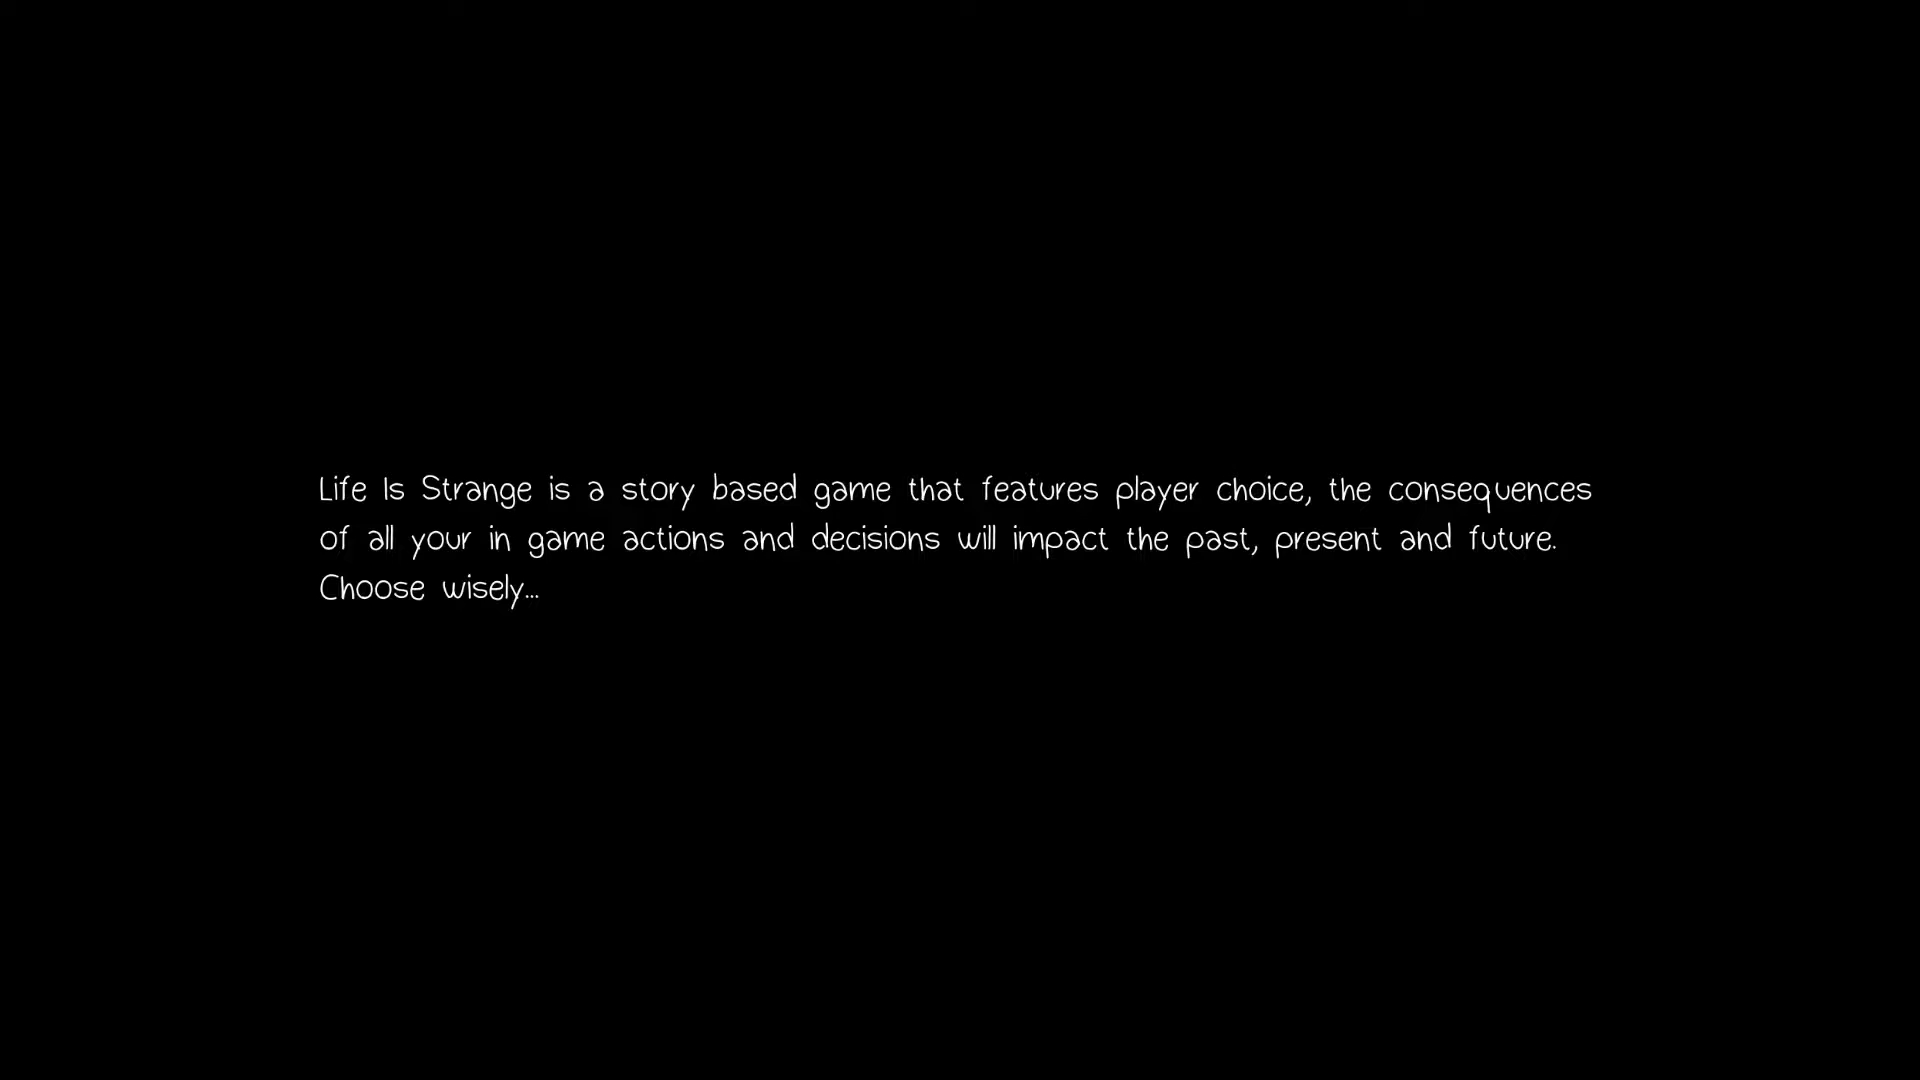 Life Is Strange is a story based game that features player choice, the consequences
of all your in game actions and decisions will impact the past, present and future.
Choose wisely...